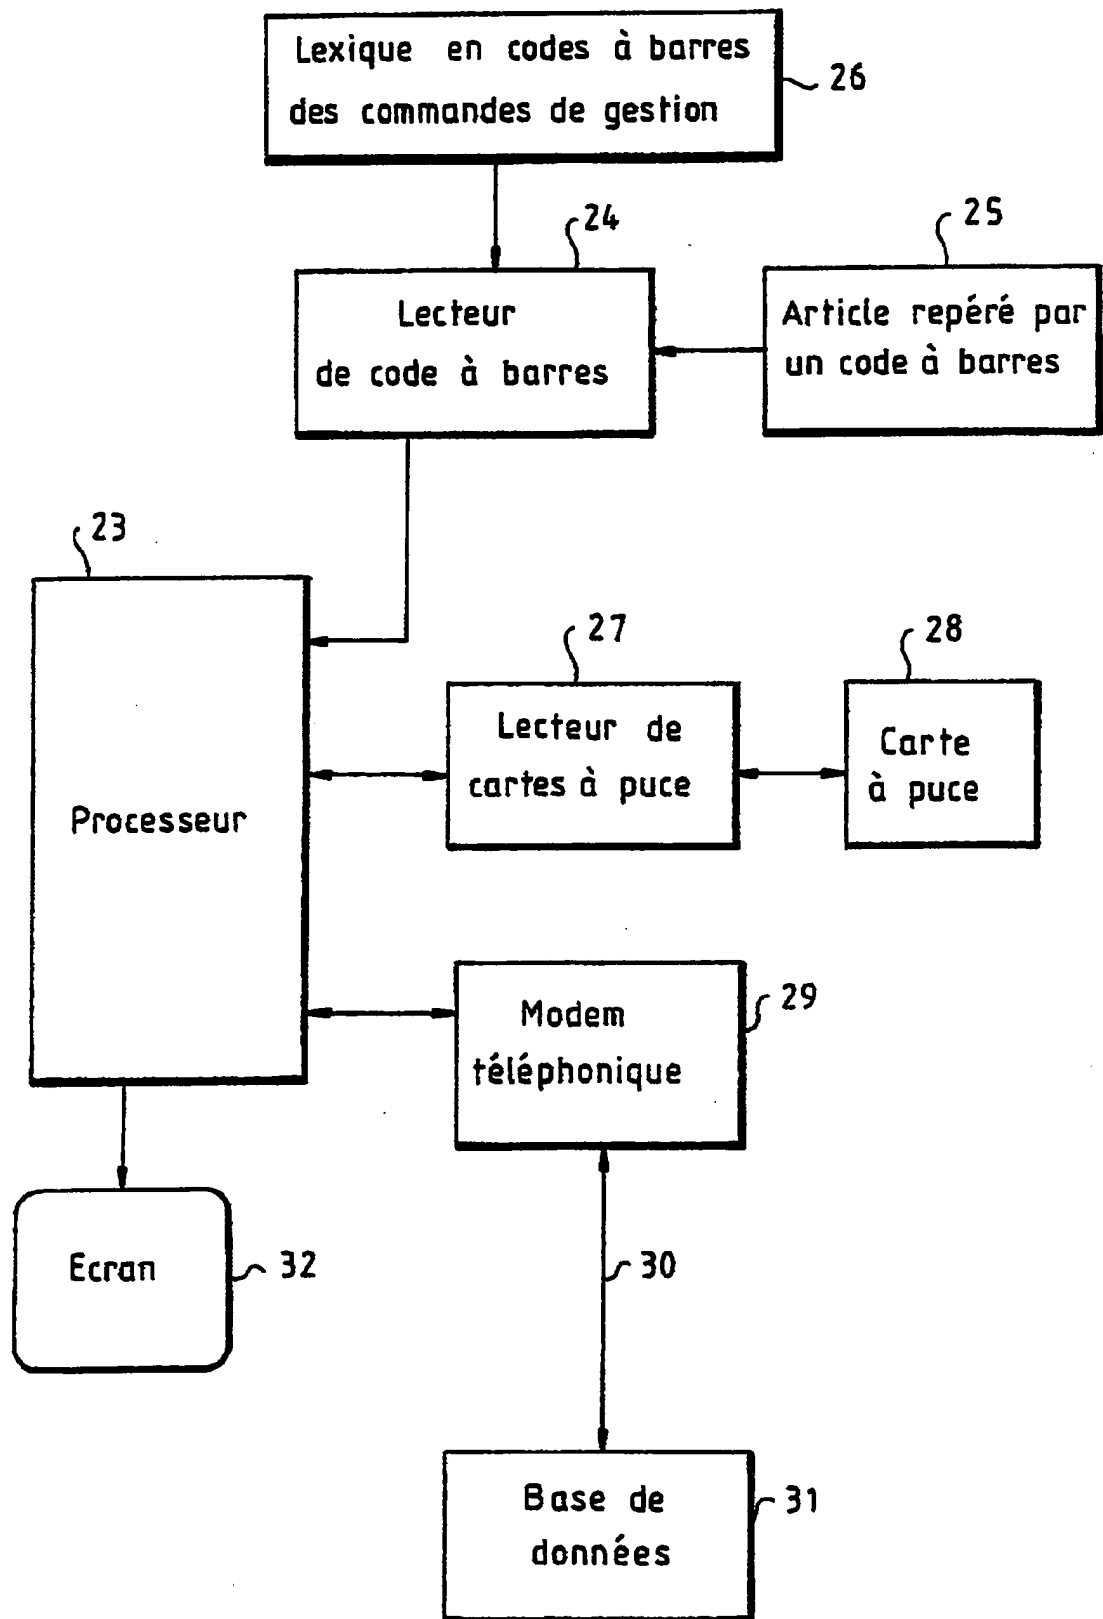 Lexique en codes à barres
des commandes de gestion
26
24
25
Lecteur
de code à barres
Article repéré par
un code à barres
23
27
28
Processeur
Lecteur de
cartes à puce
Carte
à puce
29
Modem
téléphonique
Ecran
32
30
Base de
données
31